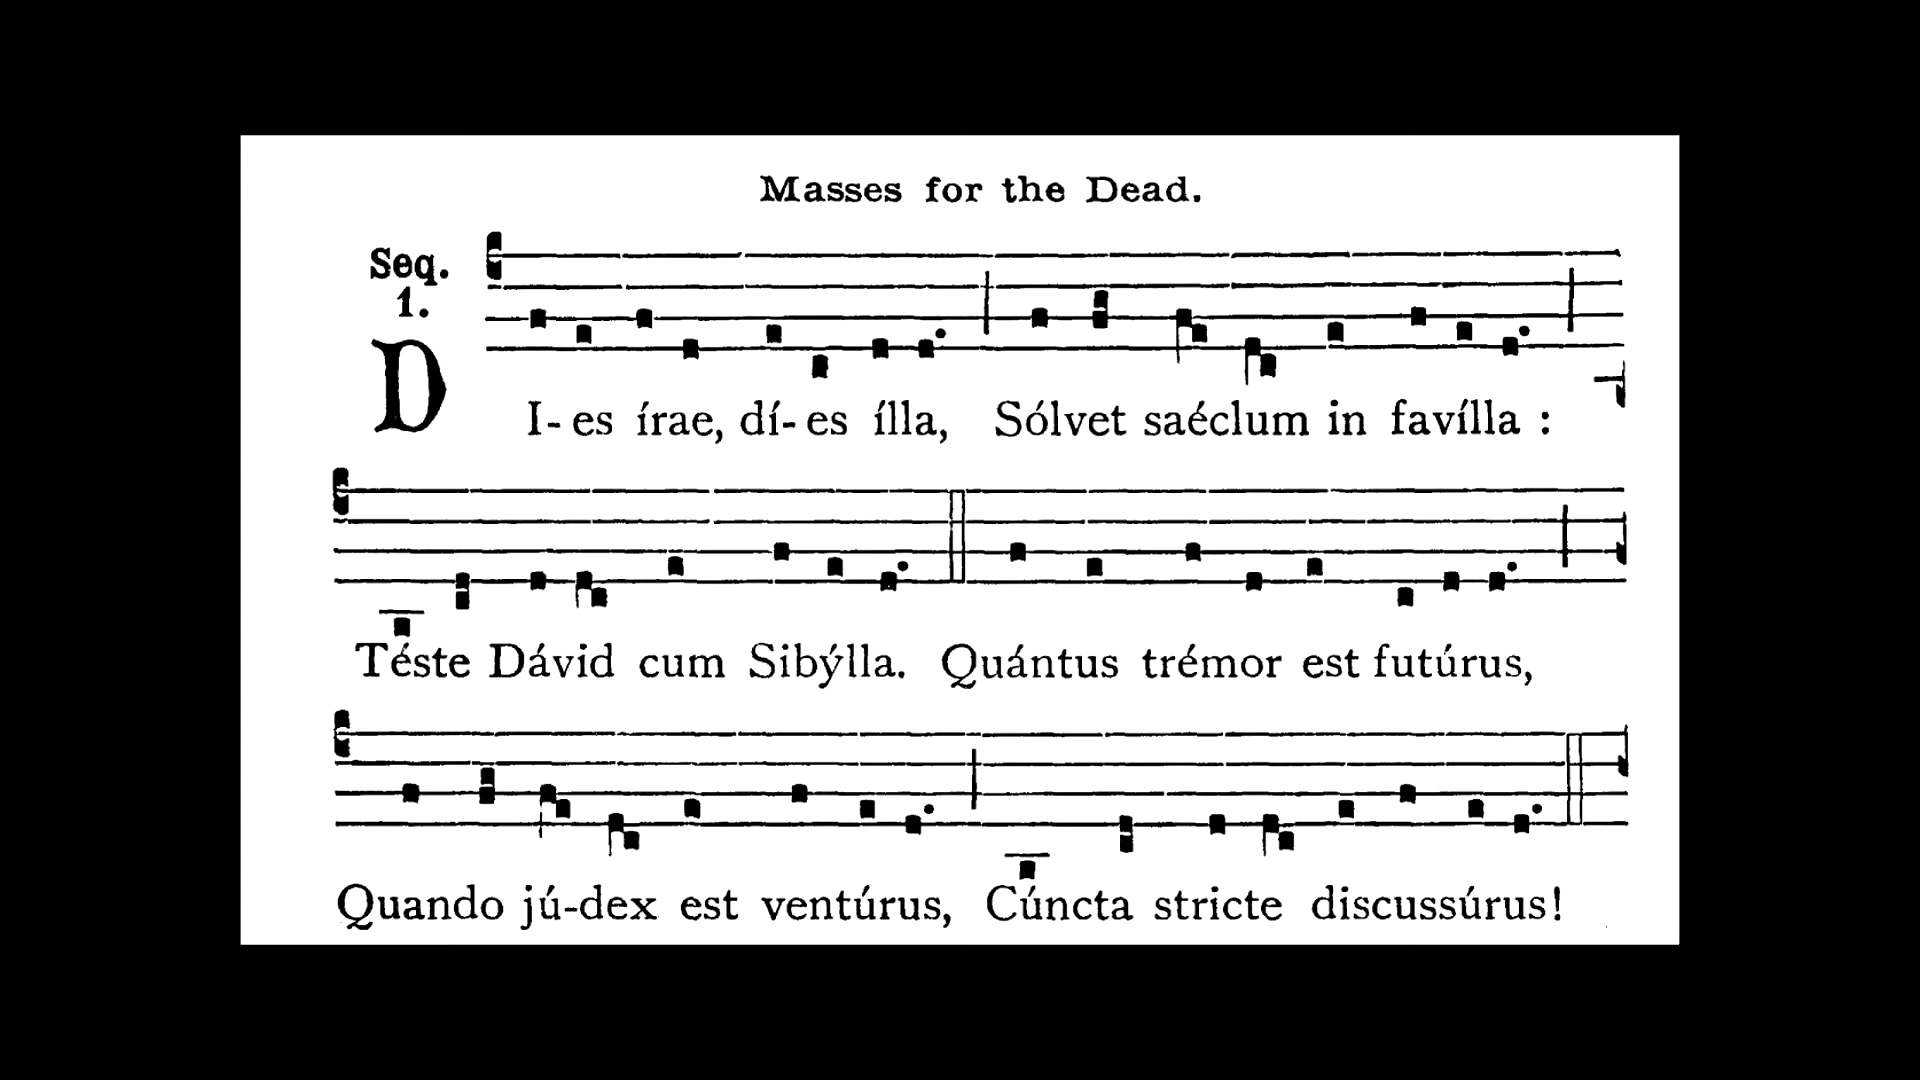 Masses for the Dead.
Seq.
1.
DI-es írae, dí-es ílla, Sólvet saéclum in favílla :
Téste Dávid cum Sibýlla. Quántus trémor est futúrus,
Quando jú-dex est ventúrus, Cúncta stricte discussúrus!